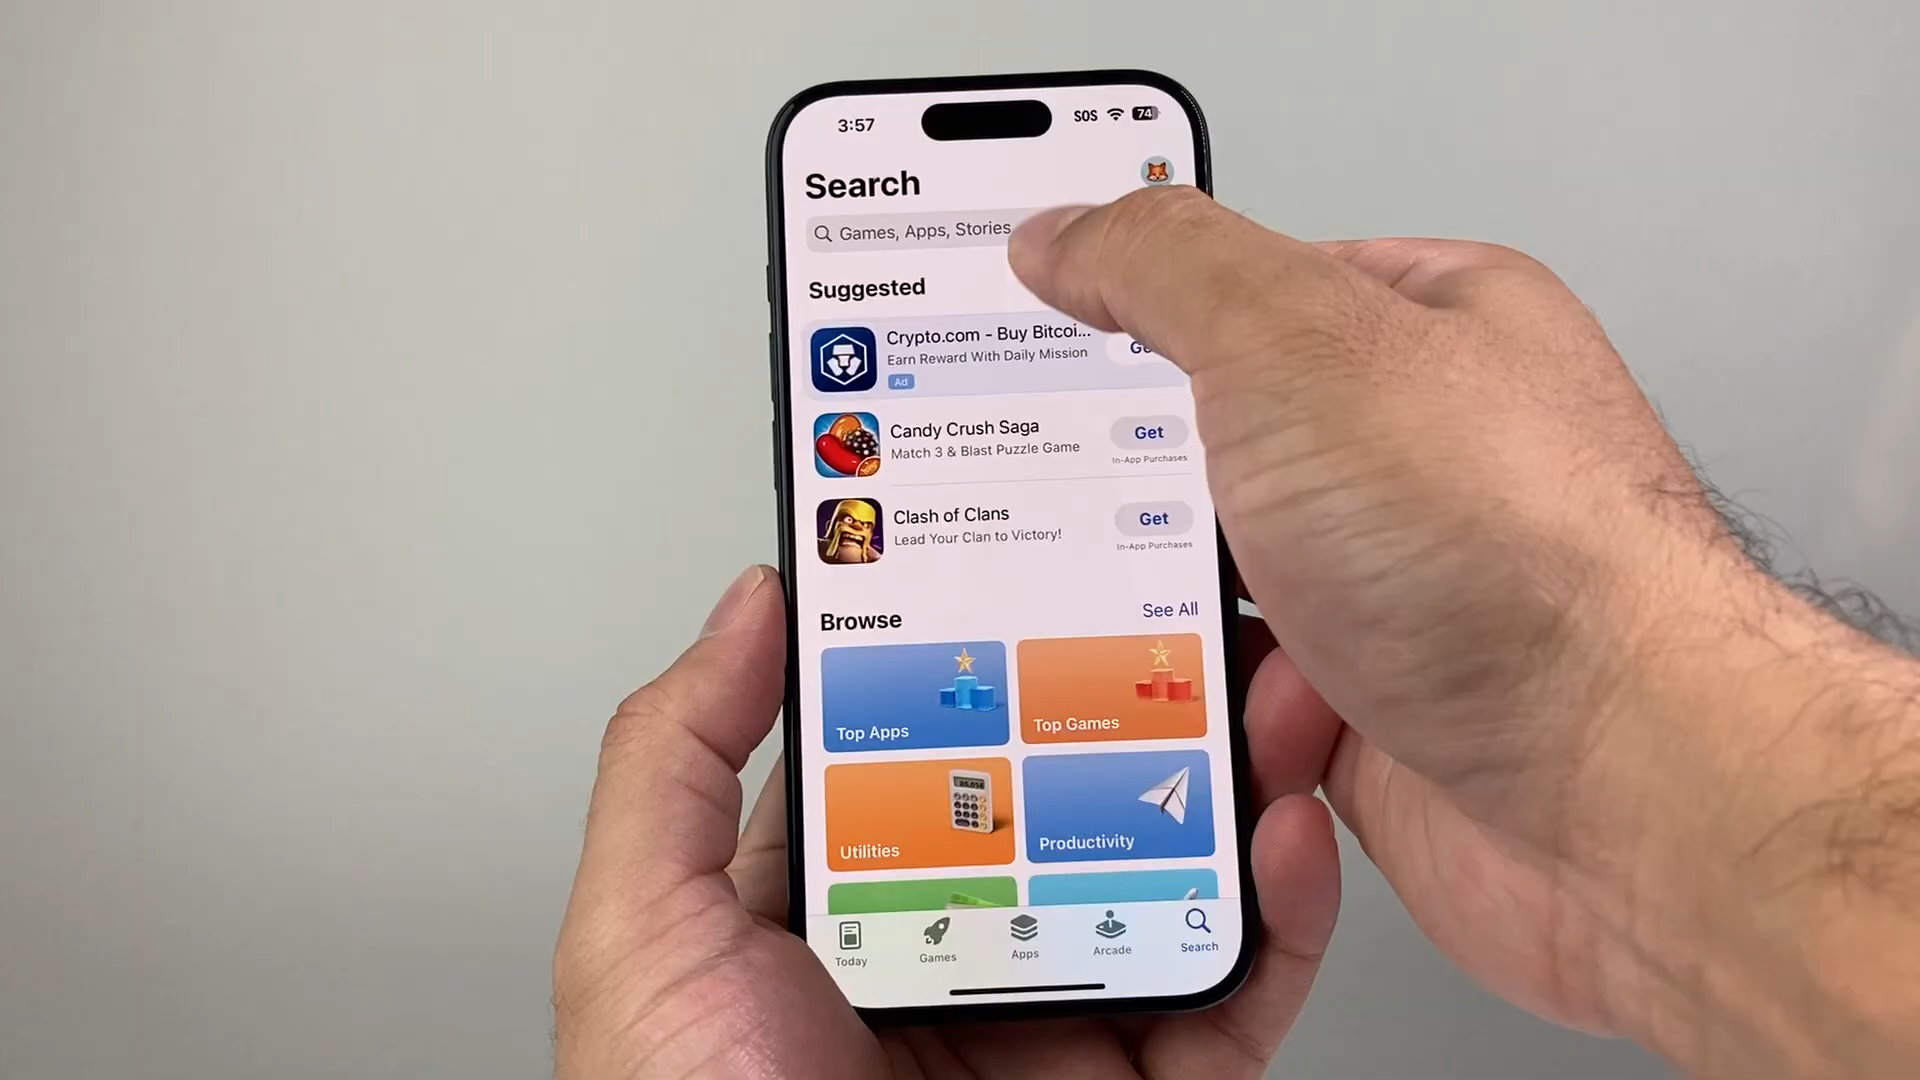 3:57
SOS
74
Search
Games, Apps, Stories
Suggested
Crypto.com - Buy Bitcoi...
Earn Reward With Daily Mission
Ad
Candy Crush Saga
Match 3 & Blast Puzzle Game
Get
In-App Purchases
Clash of Clans
Lead Your Clan to Victory!
Get
In-App Purchases
Browse
See All
Top Apps
Top Games
Utilities
Productivity
Today
Games
Apps
Arcade
Search